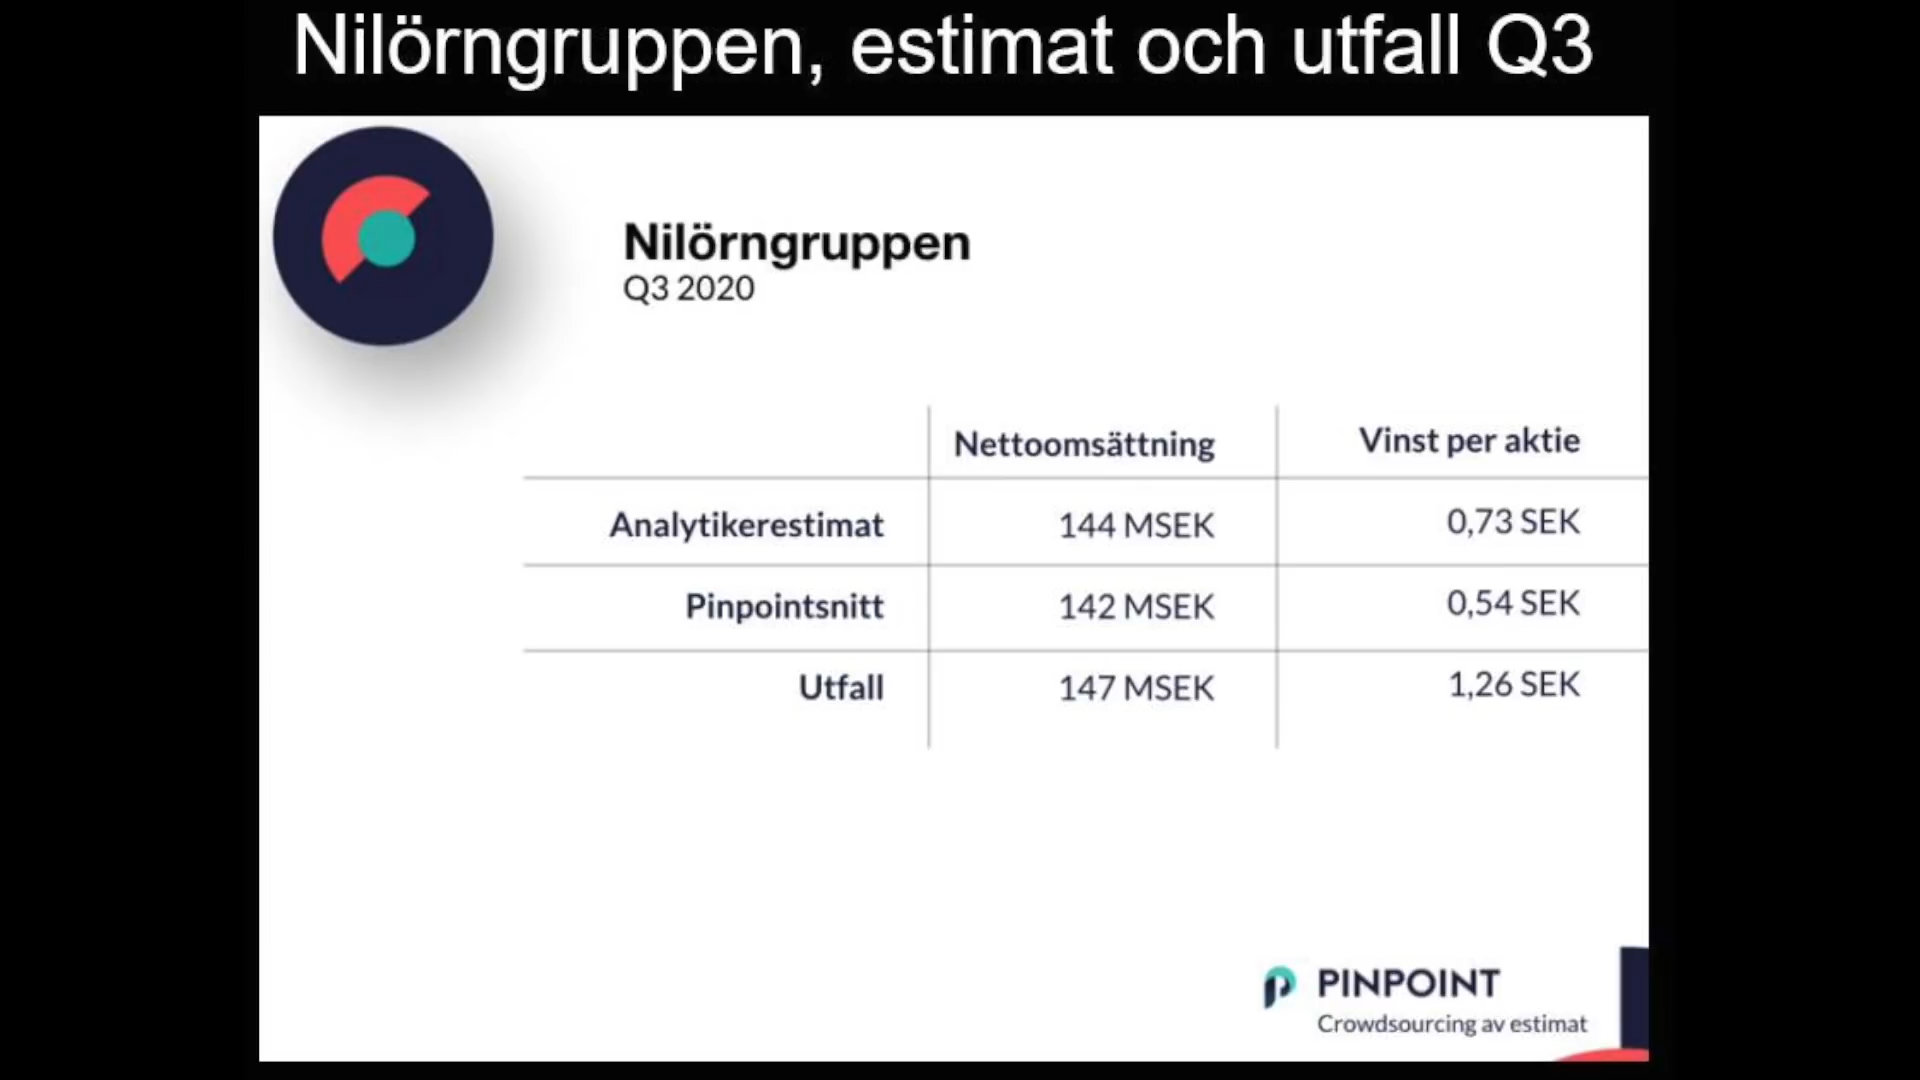 Nilörngruppen, estimat och utfall Q3
Nilörngruppen
Q3 2020
Nettoomsättning Vinst per aktie
Analytikerestimat 144 MSEK 0,73 SEK
Pinpointsnitt 142 MSEK 0,54 SEK
Utfall 147 MSEK 1,26 SEK
PINPOINT
Crowdsourcing av estimat